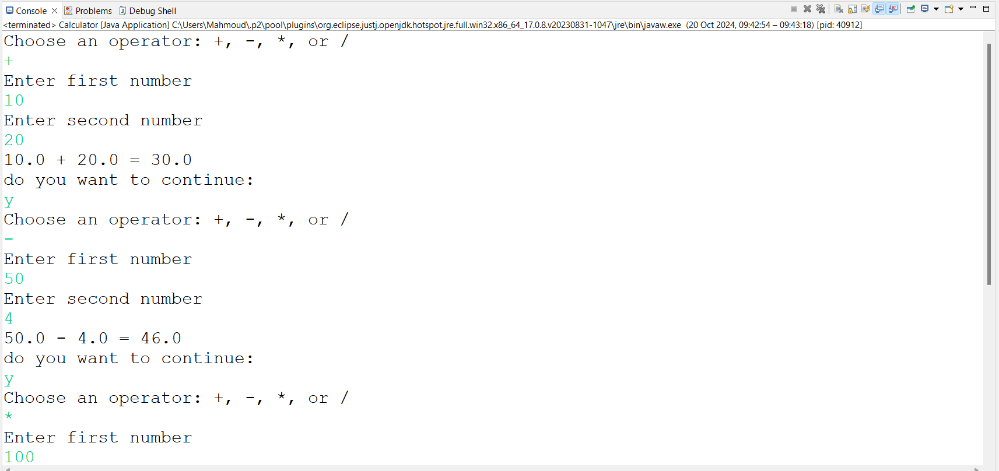 Console Problems Debug Shell
<terminated> Calculator [Java Application] C:\Users\Mahmoud\.p2\pool\plugins\org.eclipse.justj.openjdk.hotspot.jre.full.win32.x86_64_17.0.8.v20230831-1047\jre\bin\javaw.exe (20 Oct 2024, 09:42:54 – 09:43:18) [pid: 40912]
Choose an operator: +, -, *, or /
+
Enter first number
10
Enter second number
20
10.0 + 20.0 = 30.0
do you want to continue:
y
Choose an operator: +, -, *, or /
-
Enter first number
50
Enter second number
4
50.0 - 4.0 = 46.0
do you want to continue:
y
Choose an operator: +, -, *, or /
*
Enter first number
100